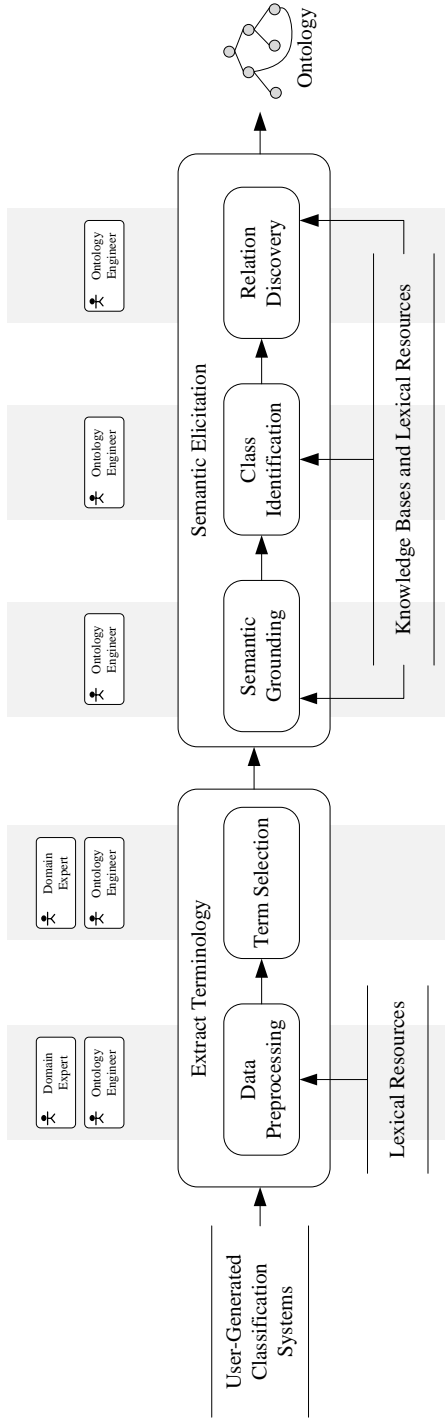 Domain
Expert
Ontology
Engineer
Domain
Expert
Ontology
Engineer
Ontology
Engineer
Ontology
Engineer
Ontology
Engineer
User-Generated
Classification
Systems
Extract Terminology
Data
Preprocessing
Term Selection
Semantic Elicitation
Semantic
Grounding
Class
Identification
Relation
Discovery
Ontology
Lexical Resources
Knowledge Bases and Lexical Resources